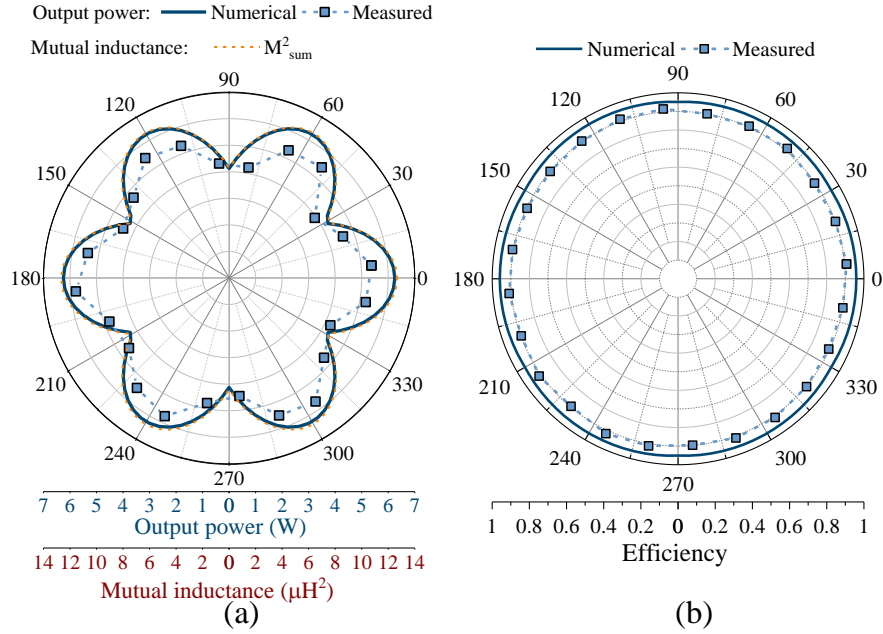 Output power: Numerical Measured
Mutual inductance: M²sum
90
120 60
150 30
180 0
210 330
240 300
270
7 6 5 4 3 2 1 0 1 2 3 4 5 6 7
Output power (W)
14 12 10 8 6 4 2 0 2 4 6 8 10 12 14
Mutual inductance (μH²)
(a)
Numerical Measured
90
120 60
150 30
180 0
210 330
240 300
270
1 0.8 0.6 0.4 0.2 0 0.2 0.4 0.6 0.8 1
Efficiency
(b)